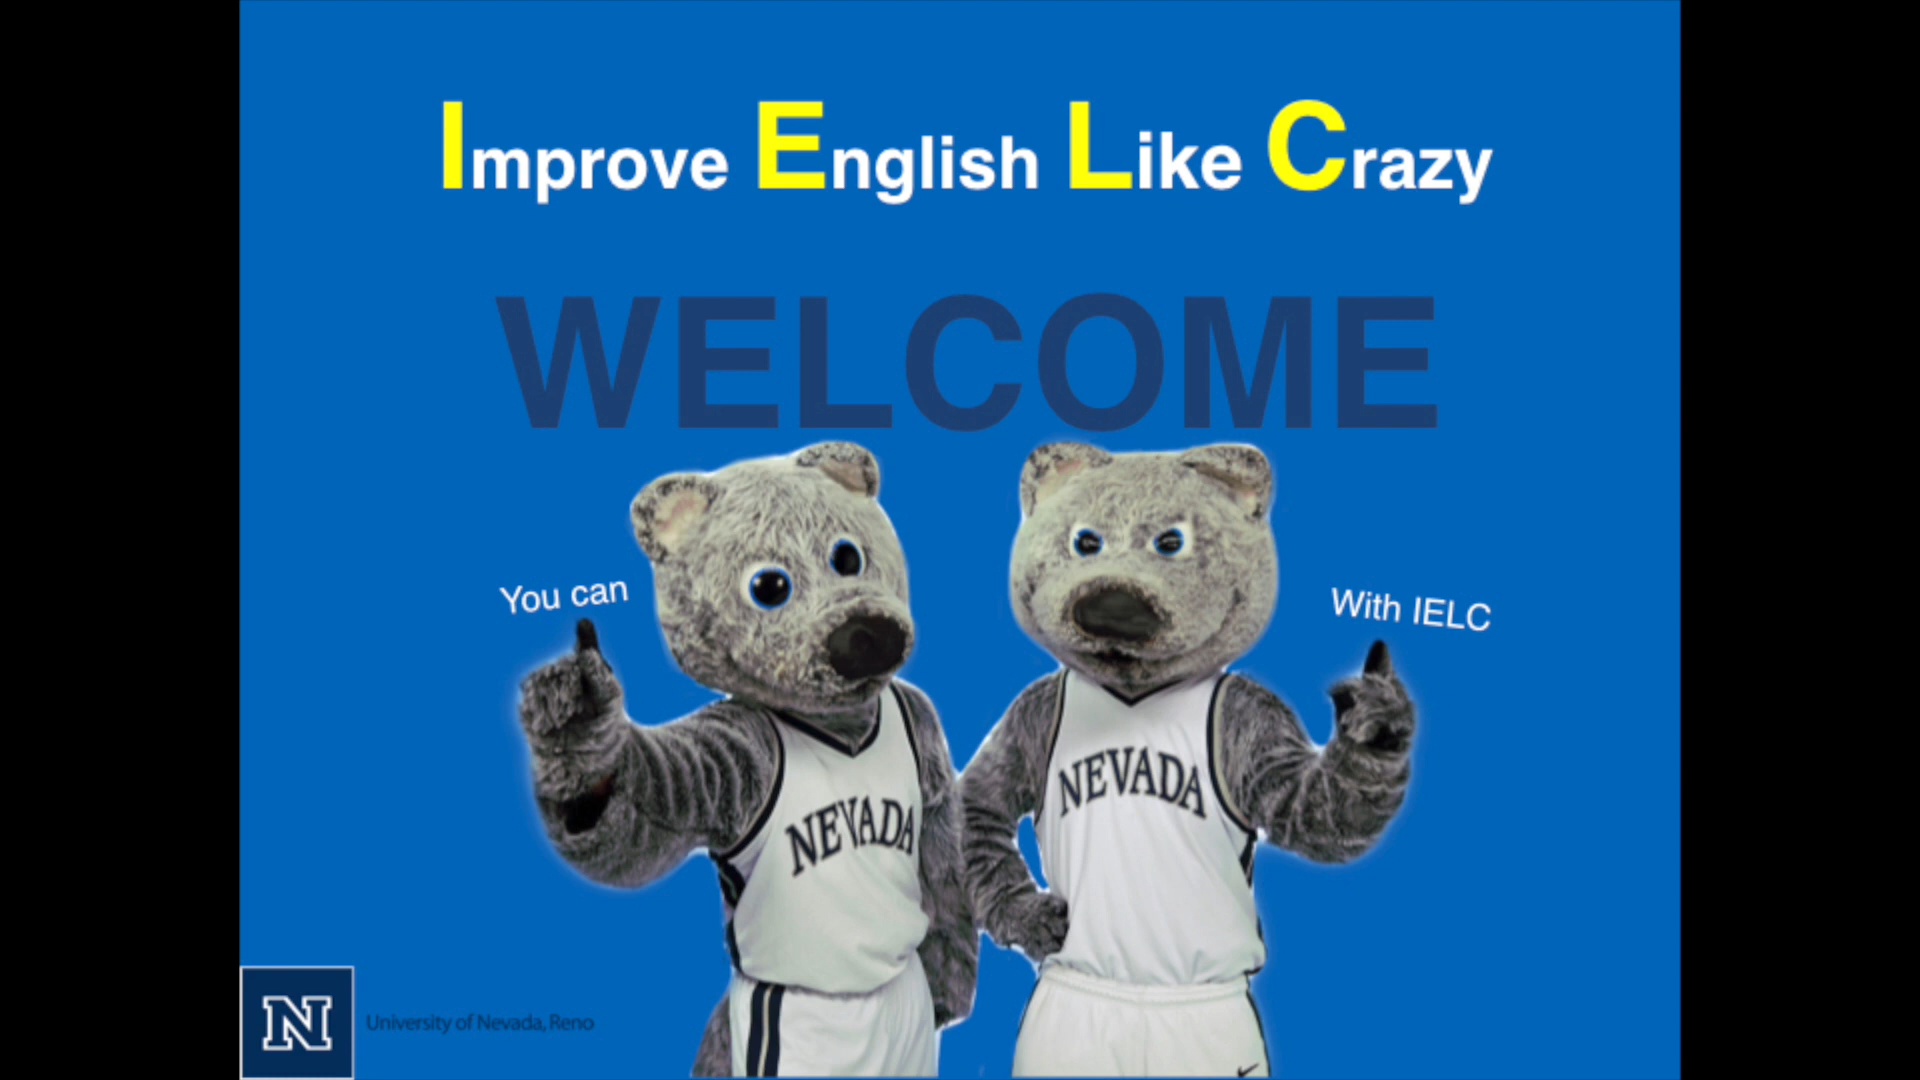 Improve English Like Crazy
WELCOME
You can
With IELC
NEVADA
NEVADA
N
University of Nevada, Reno